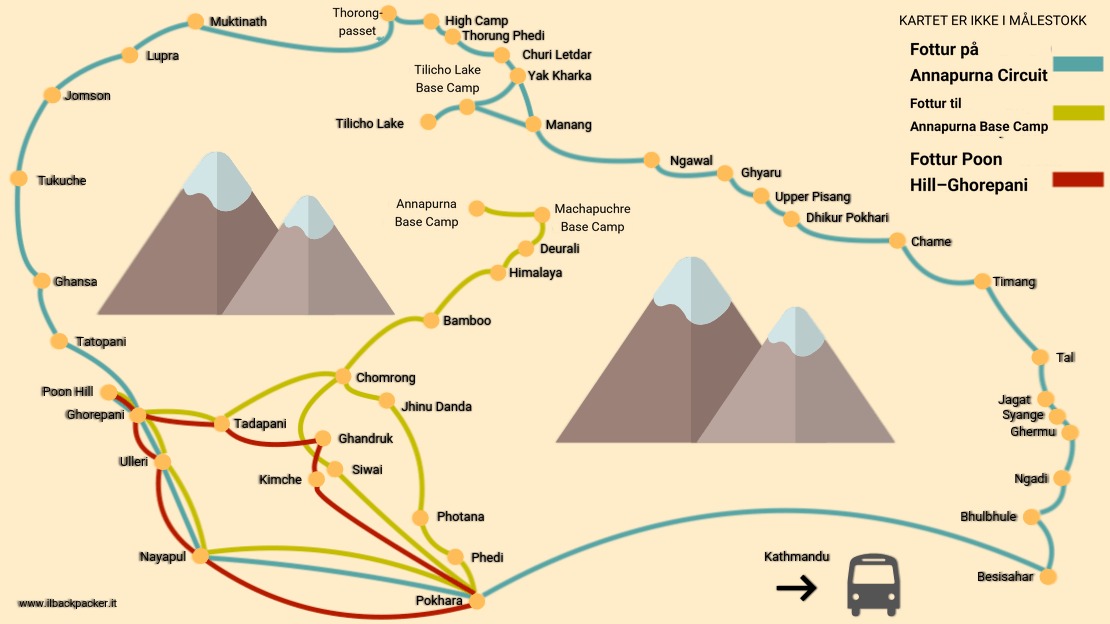 KARTET ER IKKE I MÅLESTOKK
Fottur på
Annapurna Circuit
Fottur til
Annapurna Base Camp
Fottur Poon
Hill–Ghorepani
Thorong-
passet
High Camp
Muktinath
Thorung Phedi
Lupra
Churi Letdar
Tilicho Lake
Base Camp
Yak Kharka
Jomson
Tilicho Lake
Manang
Ngawal
Ghyaru
Tukuche
Upper Pisang
Annapurna
Base Camp
Machapuchre
Base Camp
Dhikur Pokhari
Chame
Deurali
Himalaya
Ghansa
Timang
Bamboo
Tatopani
Tal
Chomrong
Poon Hill
Jagat
Jhinu Danda
Ghorepani
Syange
Tadapani
Ghermu
Ghandruk
Ulleri
Siwai
Kimche
Ngadi
Photana
Bhulbhule
Nayapul
Phedi
Kathmandu
Besisahar
Pokhara
www.ilbackpacker.it